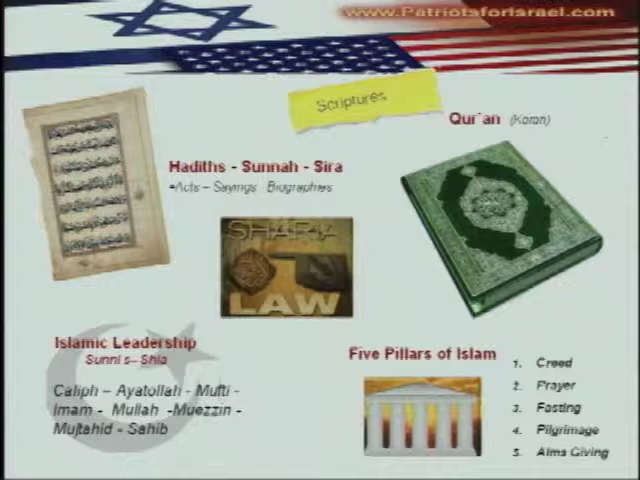 www.PatriotsforIsrael.com
Scriptures
Qur'an (Koran)
Hadiths - Sunnah - Sira
Acts – Sayings Biographies
SHARIA
LAW
Islamic Leadership
Sunni s– Shia
Caliph – Ayatollah - Mufti -
Imam - Mullah -Muezzin -
Mujtahid - Sahib
Five Pillars of Islam
1. Creed
2. Prayer
3. Fasting
4. Pilgrimage
5. Alms Giving